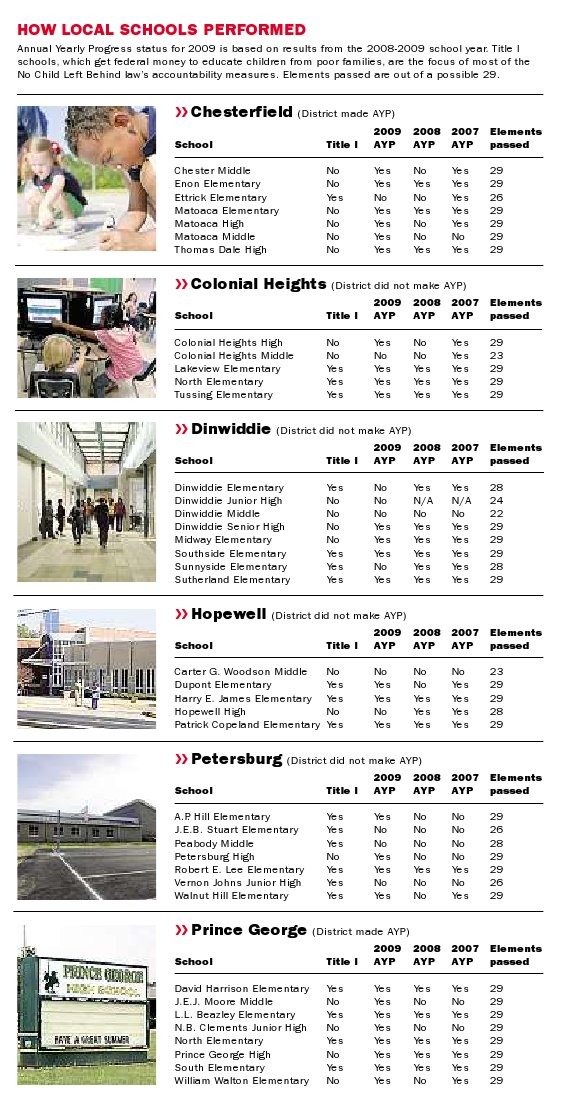 HOW LOCAL SCHOOLS PERFORMED
Annual Yearly Progress status for 2009 is based on results from the 2008-2009 school year. Title I
schools, which get federal money to educate children from poor families, are the focus of most of the
No Child Left Behind law's accountability measures. Elements passed are out of a possible 29.
Chesterfield (District made AYP)
2009 2008 2007 Elements
School Title I AYP AYP AYP passed
Chester Middle No Yes No Yes 29
Enon Elementary No Yes Yes Yes 29
Ettrick Elementary Yes No No Yes 26
Matoaca Elementary No Yes Yes Yes 29
Matoaca High No Yes No Yes 29
Matoaca Middle No Yes No No 29
Thomas Dale High No Yes Yes Yes 29
Colonial Heights (District did not make AYP)
2009 2008 2007 Elements
School Title I AYP AYP AYP passed
Colonial Heights High No Yes No Yes 29
Colonial Heights Middle No No No Yes 23
Lakeview Elementary Yes Yes Yes Yes 29
North Elementary Yes Yes Yes Yes 29
Tussing Elementary Yes Yes Yes Yes 29
Dinwiddie (District did not make AYP)
2009 2008 2007 Elements
School Title I AYP AYP AYP passed
Dinwiddie Elementary Yes No Yes Yes 28
Dinwiddie Junior High No No N/A N/A 24
Dinwiddie Middle No No No No 22
Dinwiddie Senior High No Yes Yes Yes 29
Midway Elementary No Yes Yes Yes 29
Southside Elementary Yes Yes Yes Yes 29
Sunnyside Elementary Yes No Yes Yes 28
Sutherland Elementary Yes Yes Yes Yes 29
Hopewell (District did not make AYP)
2009 2008 2007 Elements
School Title I AYP AYP AYP passed
Carter G. Woodson Middle No No No No 23
Dupont Elementary Yes Yes No Yes 29
Harry E. James Elementary Yes Yes Yes Yes 29
Hopewell High No No Yes Yes 28
Patrick Copeland Elementary Yes Yes Yes Yes 29
Petersburg (District did not make AYP)
2009 2008 2007 Elements
School Title I AYP AYP AYP passed
A.P. Hill Elementary Yes Yes No No 29
J.E.B. Stuart Elementary Yes No No No 26
Peabody Middle Yes No No No 28
Petersburg High No Yes No No 29
Robert E. Lee Elementary Yes Yes Yes Yes 29
Vernon Johns Junior High Yes No No No 26
Walnut Hill Elementary Yes Yes No Yes 29
Prince George (District made AYP)
2009 2008 2007 Elements
School Title I AYP AYP AYP passed
David Harrison Elementary Yes Yes Yes Yes 29
J.E.J. Moore Middle No Yes No No 29
L.L. Beazley Elementary Yes Yes Yes Yes 29
N.B. Clements Junior High No Yes No No 29
North Elementary Yes Yes Yes Yes 29
Prince George High No Yes Yes Yes 29
South Elementary Yes Yes Yes Yes 29
William Walton Elementary No Yes No Yes 29
PRINCE GEORGE
HIGH SCHOOL
HAVE A GREAT SUMMER